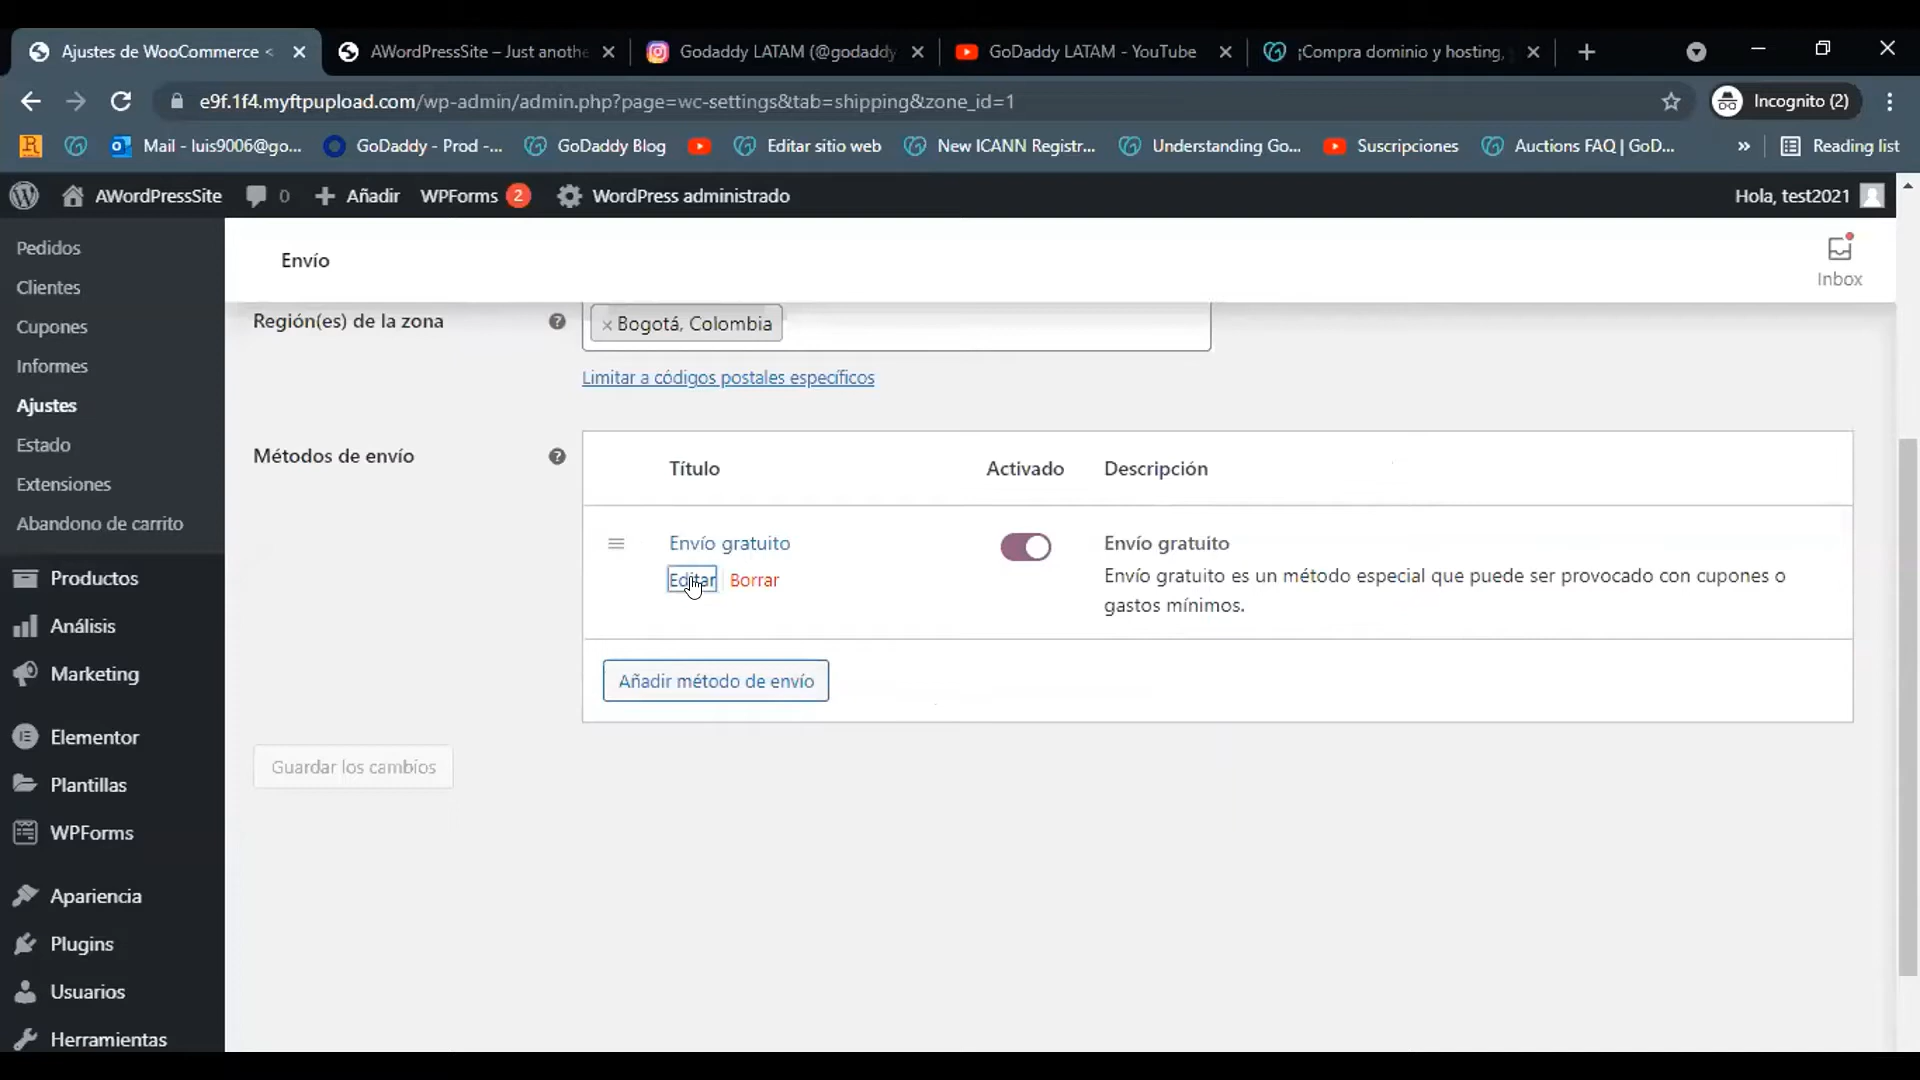 Ajustes de WooCommerce <
AWordPressSite – Just anothe
Godaddy LATAM (@godaddy
GoDaddy LATAM - YouTube
¡Compra dominio y hosting,
e9f.1f4.myftpupload.com/wp-admin/admin.php?page=wc-settings&tab=shipping&zone_id=1
Incognito (2)
Mail - luis9006@go...
GoDaddy - Prod -...
GoDaddy Blog
Editar sitio web
New ICANN Registr...
Understanding Go...
Suscripciones
Auctions FAQ | GoD...
»
Reading list
AWordPressSite
0
Añadir
WPForms 2
WordPress administrado
Hola, test2021
Pedidos
Clientes
Cupones
Informes
Ajustes
Estado
Extensiones
Abandono de carrito
Productos
Análisis
Marketing
Elementor
Plantillas
WPForms
Apariencia
Plugins
Usuarios
Herramientas
Envío
Inbox
Región(es) de la zona
× Bogotá, Colombia
Limitar a códigos postales específicos
Métodos de envío
Título
Activado
Descripción
Envío gratuito
Editar
Borrar
Envío gratuito
Envío gratuito es un método especial que puede ser provocado con cupones o
gastos mínimos.
Añadir método de envío
Guardar los cambios